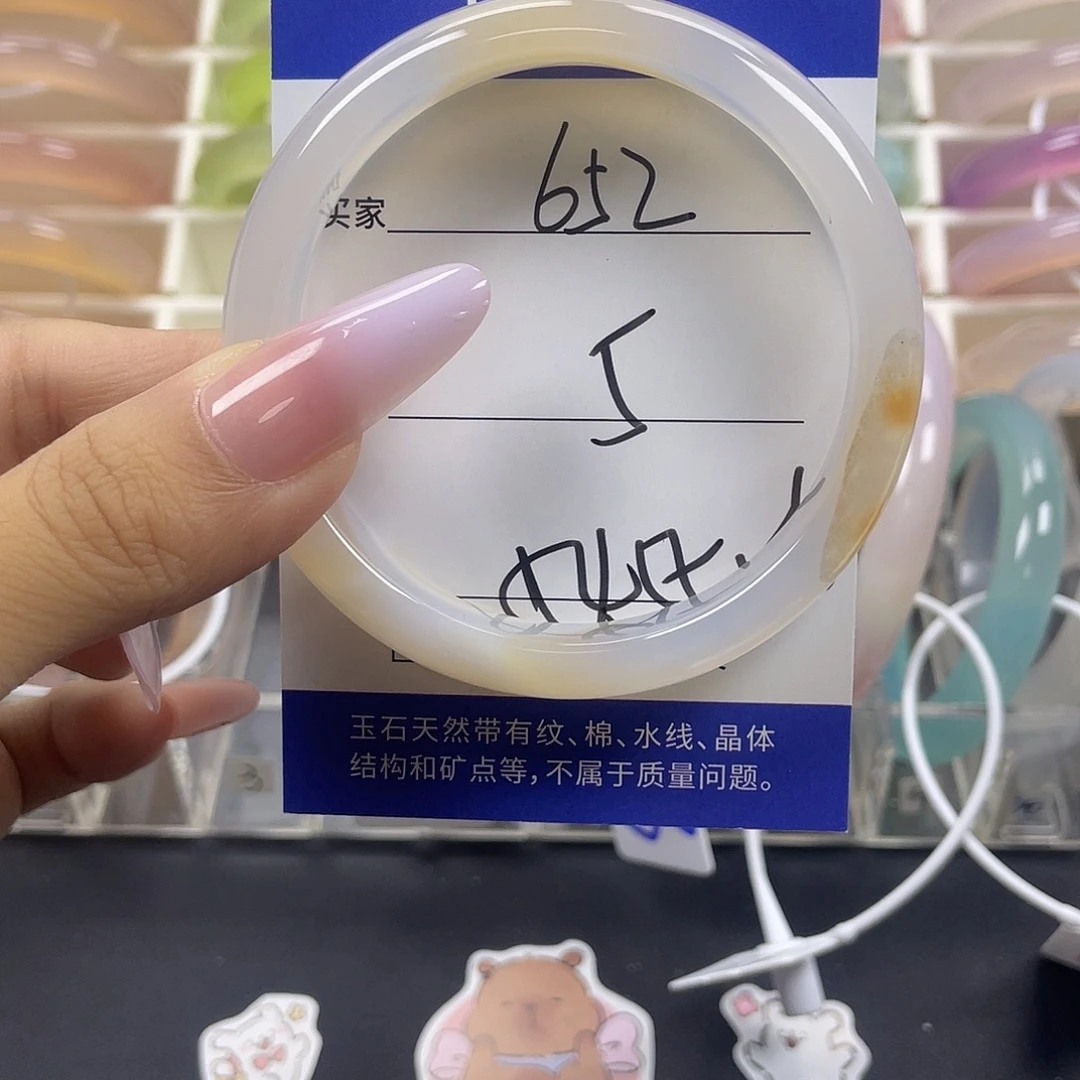 买家 652
5
玉石天然带有纹、棉、水线、晶体
结构和矿点等,不属于质量问题。